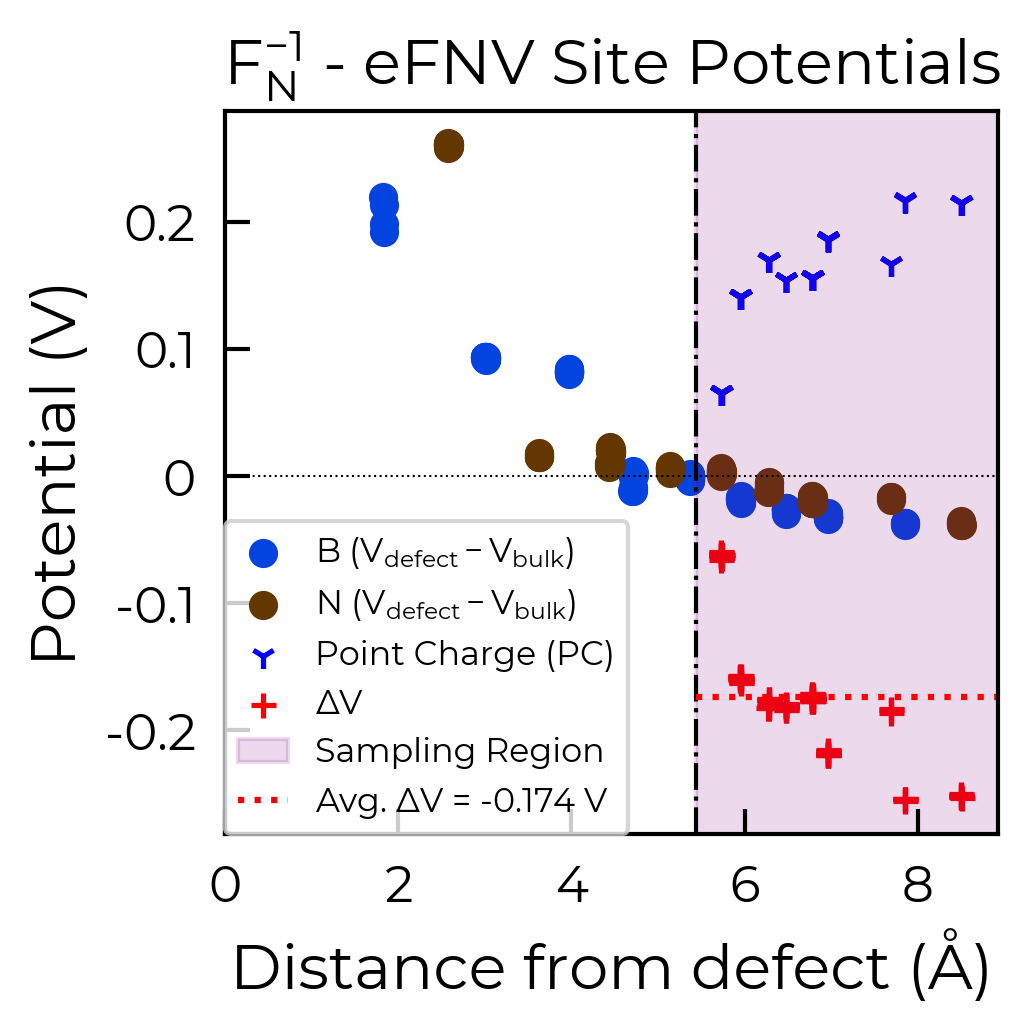 F_N^{−1} - eFNV Site Potentials
Potential (V)
0.2
0.1
0
-0.1
-0.2
B (V_defect − V_bulk)
N (V_defect − V_bulk)
Point Charge (PC)
ΔV
Sampling Region
Avg. ΔV = -0.174 V
0 2 4 6 8
Distance from defect (Å)